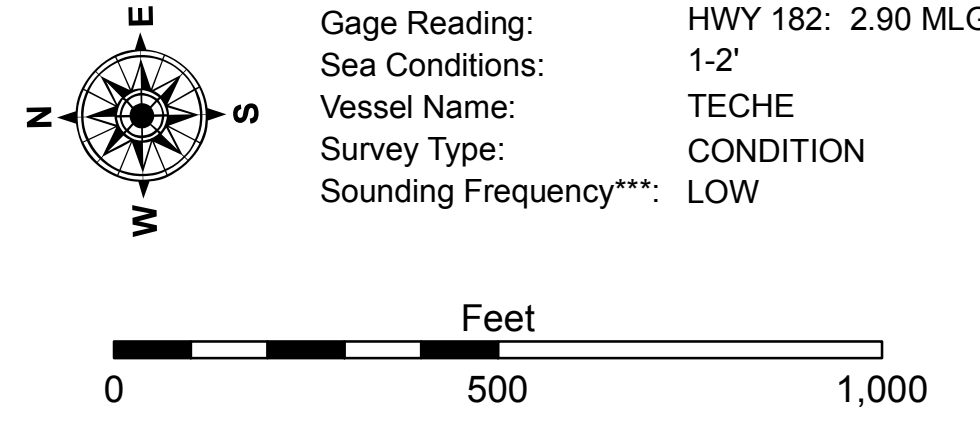 E
N
S
W
Gage Reading: HWY 182: 2.90 MLG
Sea Conditions: 1-2'
Vessel Name: TECHE
Survey Type: CONDITION
Sounding Frequency***: LOW
Feet
0 500 1,000